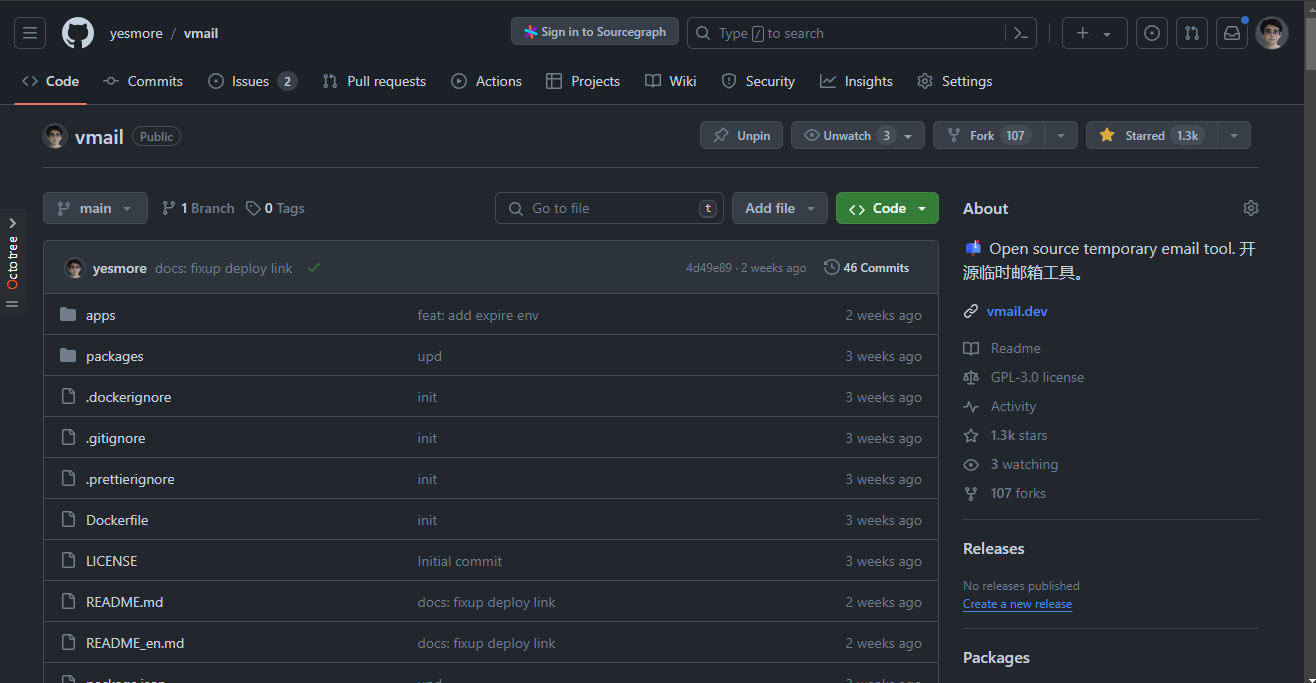 yesmore / vmail Sign in to Sourcegraph Type / to search
Code Commits Issues 2 Pull requests Actions Projects Wiki Security Insights Settings
vmail Public Unpin Unwatch 3 Fork 107 Starred 1.3k
main 1 Branch 0 Tags Go to file t Add file Code
Octotree
yesmore docs: fixup deploy link 4d49e89 · 2 weeks ago 46 Commits
apps feat: add expire env 2 weeks ago
packages upd 3 weeks ago
.dockerignore init 3 weeks ago
.gitignore init 3 weeks ago
.prettierignore init 3 weeks ago
Dockerfile init 3 weeks ago
LICENSE Initial commit 3 weeks ago
README.md docs: fixup deploy link 2 weeks ago
README_en.md docs: fixup deploy link 2 weeks ago
package.json upd 3 weeks ago
About
Open source temporary email tool. 开
源临时邮箱工具。
vmail.dev
Readme
GPL-3.0 license
Activity
1.3k stars
3 watching
107 forks
Releases
No releases published
Create a new release
Packages